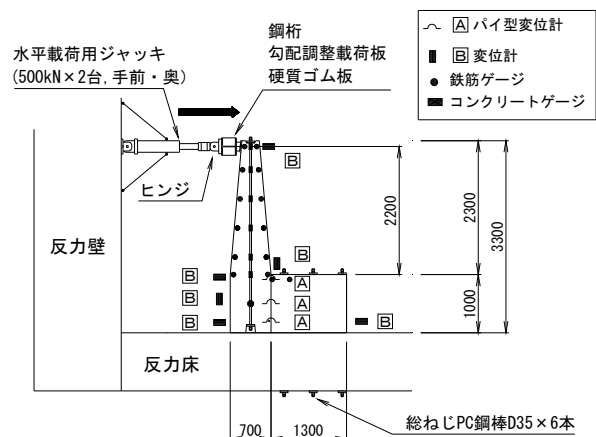 鋼桁
勾配調整載荷板
硬質ゴム板
水平載荷用ジャッキ
(500kN×2台,手前・奥)
A パイ型変位計
B 変位計
鉄筋ゲージ
コンクリートゲージ
ヒンジ
B
反力壁
2200
2300
3300
B
B
A
B
A
B
A
B
1000
反力床
700
1300
総ねじPC鋼棒D35×6本